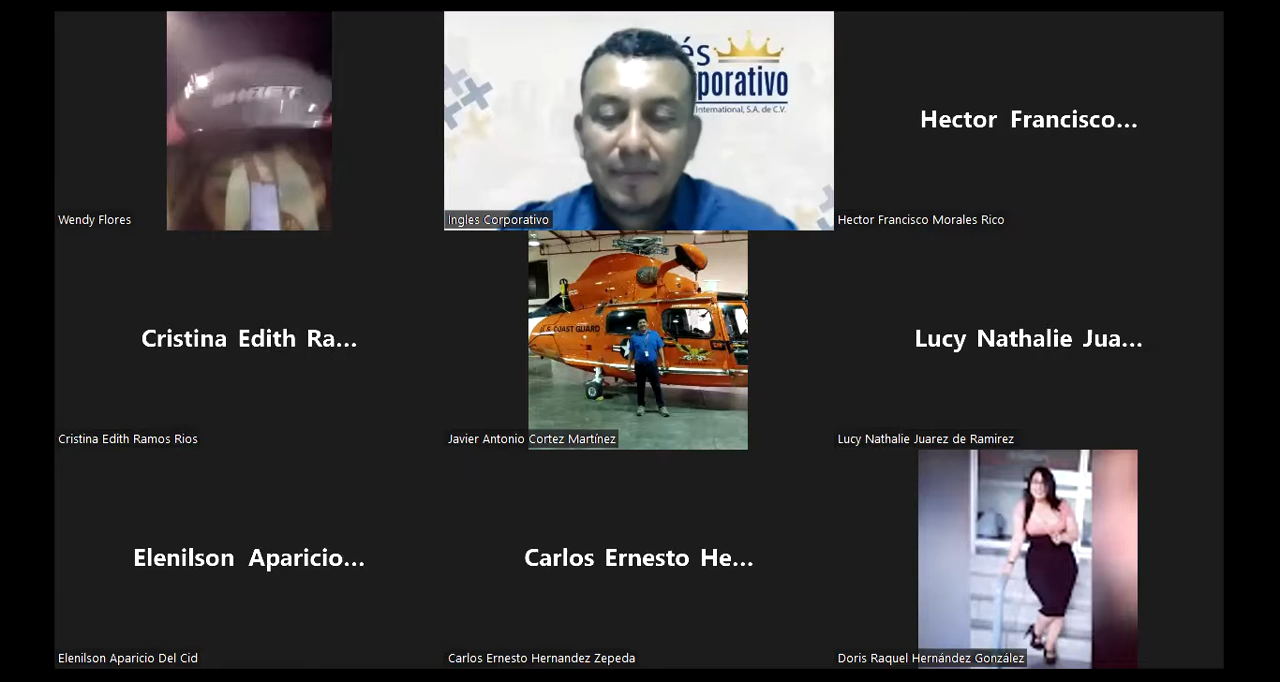 és
porativo
International, S.A. de C.V.
Hector Francisco...
Wendy Flores
Ingles Corporativo
Hector Francisco Morales Rico
U.S. COAST GUARD
Cristina Edith Ra...
Lucy Nathalie Jua...
Cristina Edith Ramos Rios
Javier Antonio Cortez Martínez
Lucy Nathalie Juarez de Ramirez
Elenilson Aparicio...
Carlos Ernesto He...
Elenilson Aparicio Del Cid
Carlos Ernesto Hernandez Zepeda
Doris Raquel Hernández González